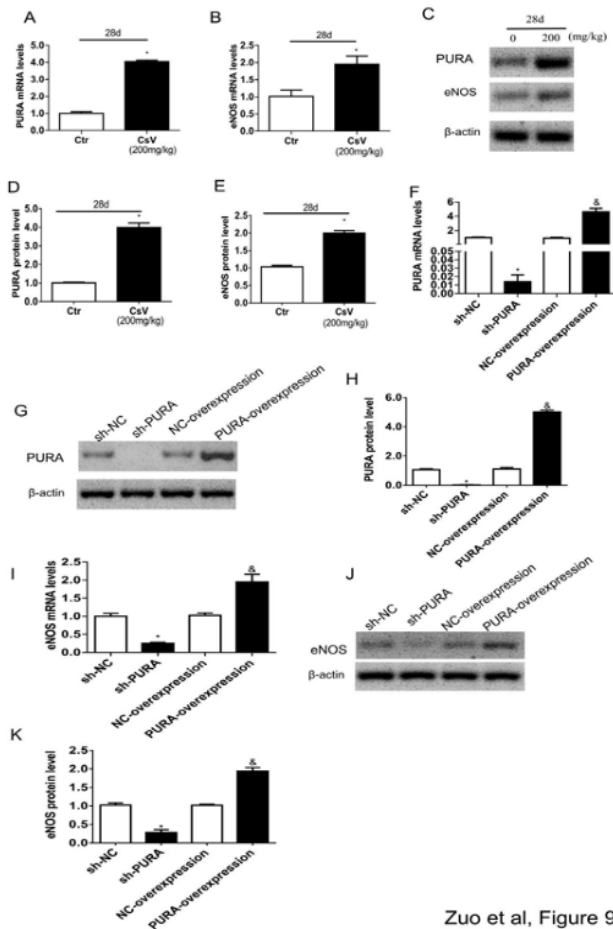 A
28d
PURA mRNA levels
5.0
4.0
3.0
2.0
1.0
0.0
*
Ctr
CsV
(200mg/kg)
B
28d
eNOS mRNA levels
2.5
2.0
1.5
1.0
0.5
0.0
*
Ctr
CsV
(200mg/kg)
C
28d
0 200 (mg/kg)
PURA
eNOS
β-actin
D
28d
PURA protein level
5.0
4.0
3.0
2.0
1.0
0.0
*
Ctr
CsV
(200mg/kg)
E
28d
eNOS protein level
2.5
2.0
1.5
1.0
0.5
0.0
*
Ctr
CsV
(200mg/kg)
F
PURA mRNA levels
6
4
2
0.05
0.04
0.03
0.02
0.01
0.00
*
&
sh-NC
sh-PURA
NC-overexpression
PURA-overexpression
G
sh-NC
sh-PURA
NC-overexpression
PURA-overexpression
PURA
β-actin
H
PURA protein level
6.0
4.0
2.0
0.0
*
&
sh-NC
sh-PURA
NC-overexpression
PURA-overexpression
I
eNOS mRNA levels
2.5
2.0
1.5
1.0
0.5
0.0
*
&
sh-NC
sh-PURA
NC-overexpression
PURA-overexpression
J
sh-NC
sh-PURA
NC-overexpression
PURA-overexpression
eNOS
β-actin
K
eNOS protein level
2.5
2.0
1.5
1.0
0.5
0.0
*
&
sh-NC
sh-PURA
NC-overexpression
PURA-overexpression
Zuo et al, Figure 9